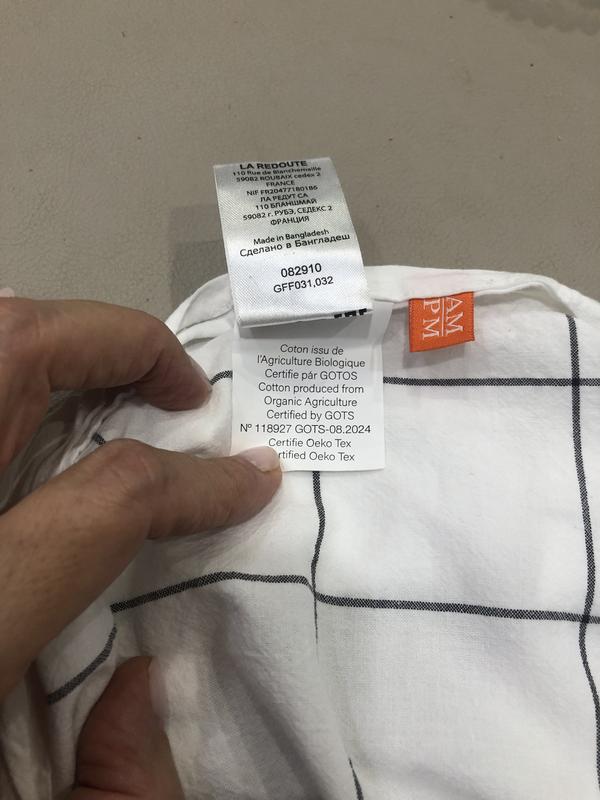 LA REDOUTE
110 Rue de Blanchemaille
59082 ROUBAIX cedex 2
FRANCE
NIF FR20477180186
ЛА РЕДУТ СА
110 БЛАНШМАЙ
59082 г. РУБЭ, СЕДЕКС 2
ФРАНЦИЯ
Made in Bangladesh
Сделано в Бангладеш
082910
GFF031,032
AM
PM
Coton issu de
l'Agriculture Biologique
Certifie pár GOTOS
Cotton produced from
Organic Agriculture
Certified by GOTS
Nº 118927 GOTS-08.2024
Certifie Oeko Tex
rtified Oeko Tex